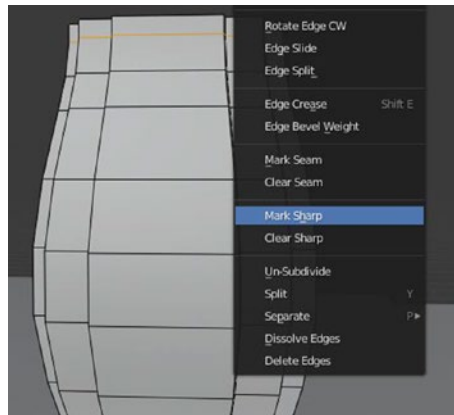 Rotate Edge CW
Edge Slide
Edge Split
Edge Crease Shift E
Edge Bevel Weight
Mark Seam
Clear Seam
Mark Sharp
Clear Sharp
Un-Subdivide
Split Y
Separate P
Dissolve Edges
Delete Edges